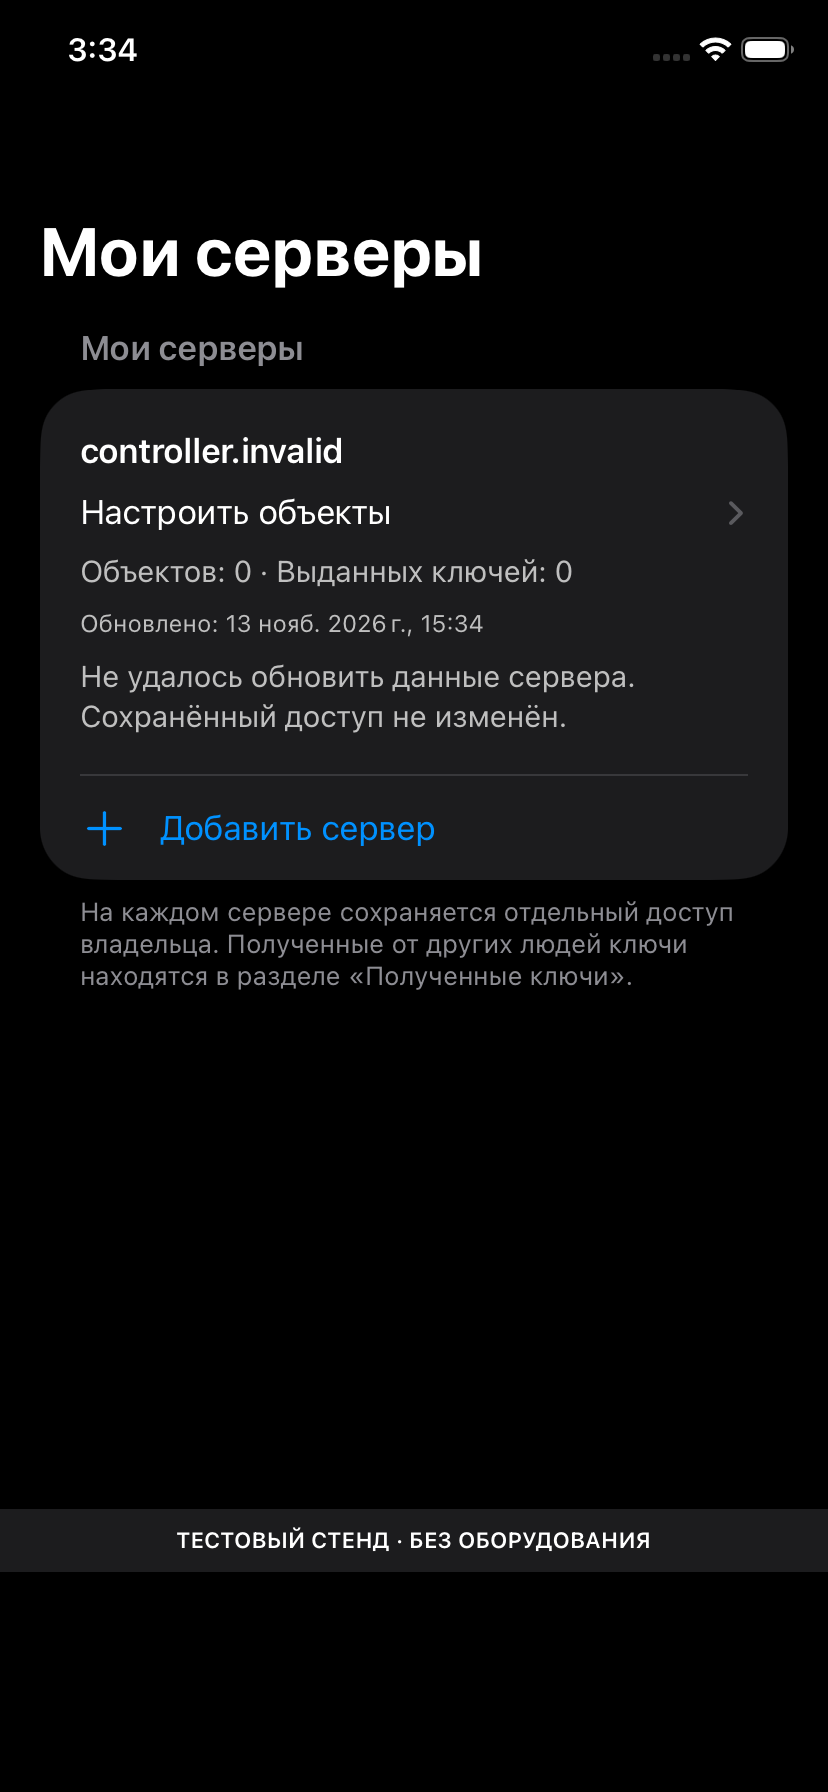 3:34
Мои серверы
Мои серверы
controller.invalid
Настроить объекты
Объектов: 0 · Выданных ключей: 0
Обновлено: 13 нояб. 2026 г., 15:34
Не удалось обновить данные сервера.
Сохранённый доступ не изменён.
Добавить сервер
На каждом сервере сохраняется отдельный доступ
владельца. Полученные от других людей ключи
находятся в разделе «Полученные ключи».
ТЕСТОВЫЙ СТЕНД · БЕЗ ОБОРУДОВАНИЯ